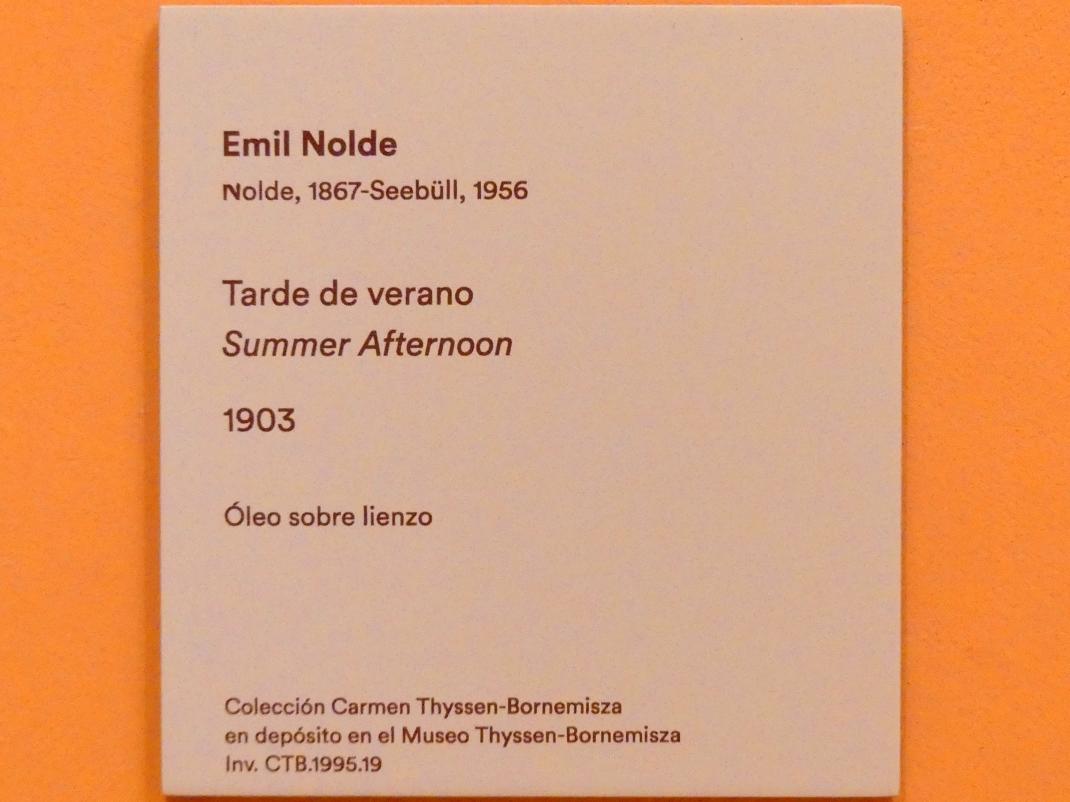 Emil Nolde
Nolde, 1867-Seebüll, 1956
Tarde de verano
Summer Afternoon
1903
Óleo sobre lienzo
Colección Carmen Thyssen-Bornemisza
en depósito en el Museo Thyssen-Bornemisza
Inv. CTB.1995.19